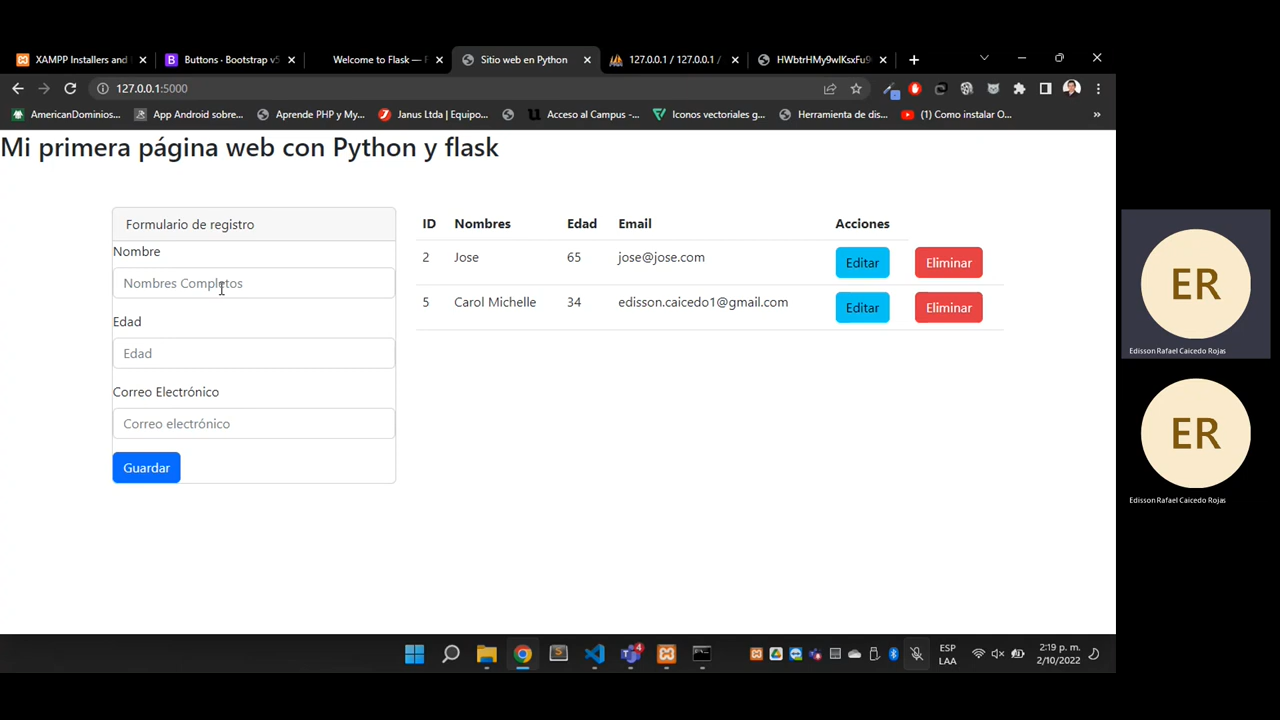 XAMPP Installers and
Buttons · Bootstrap v5
Welcome to Flask — F
Sitio web en Python
127.0.0.1 / 127.0.0.1 /
HWbtrHMy9wIKsxFu9
127.0.0.1:5000
AmericanDominios...
App Android sobre...
Aprende PHP y My...
Janus Ltda | Equipo...
Acceso al Campus -...
Iconos vectoriales g...
Herramienta de dis...
(1) Como instalar O...
»
Mi primera página web con Python y flask
Formulario de registro
Nombre
Nombres Completos
Edad
Edad
Correo Electrónico
Correo electrónico
Guardar
ID Nombres Edad Email Acciones
2 Jose 65 jose@jose.com Editar Eliminar
5 Carol Michelle 34 edisson.caicedo1@gmail.com Editar Eliminar
ER
Edisson Rafael Caicedo Rojas
ER
Edisson Rafael Caicedo Rojas
4
ESP
LAA
2:19 p. m.
2/10/2022